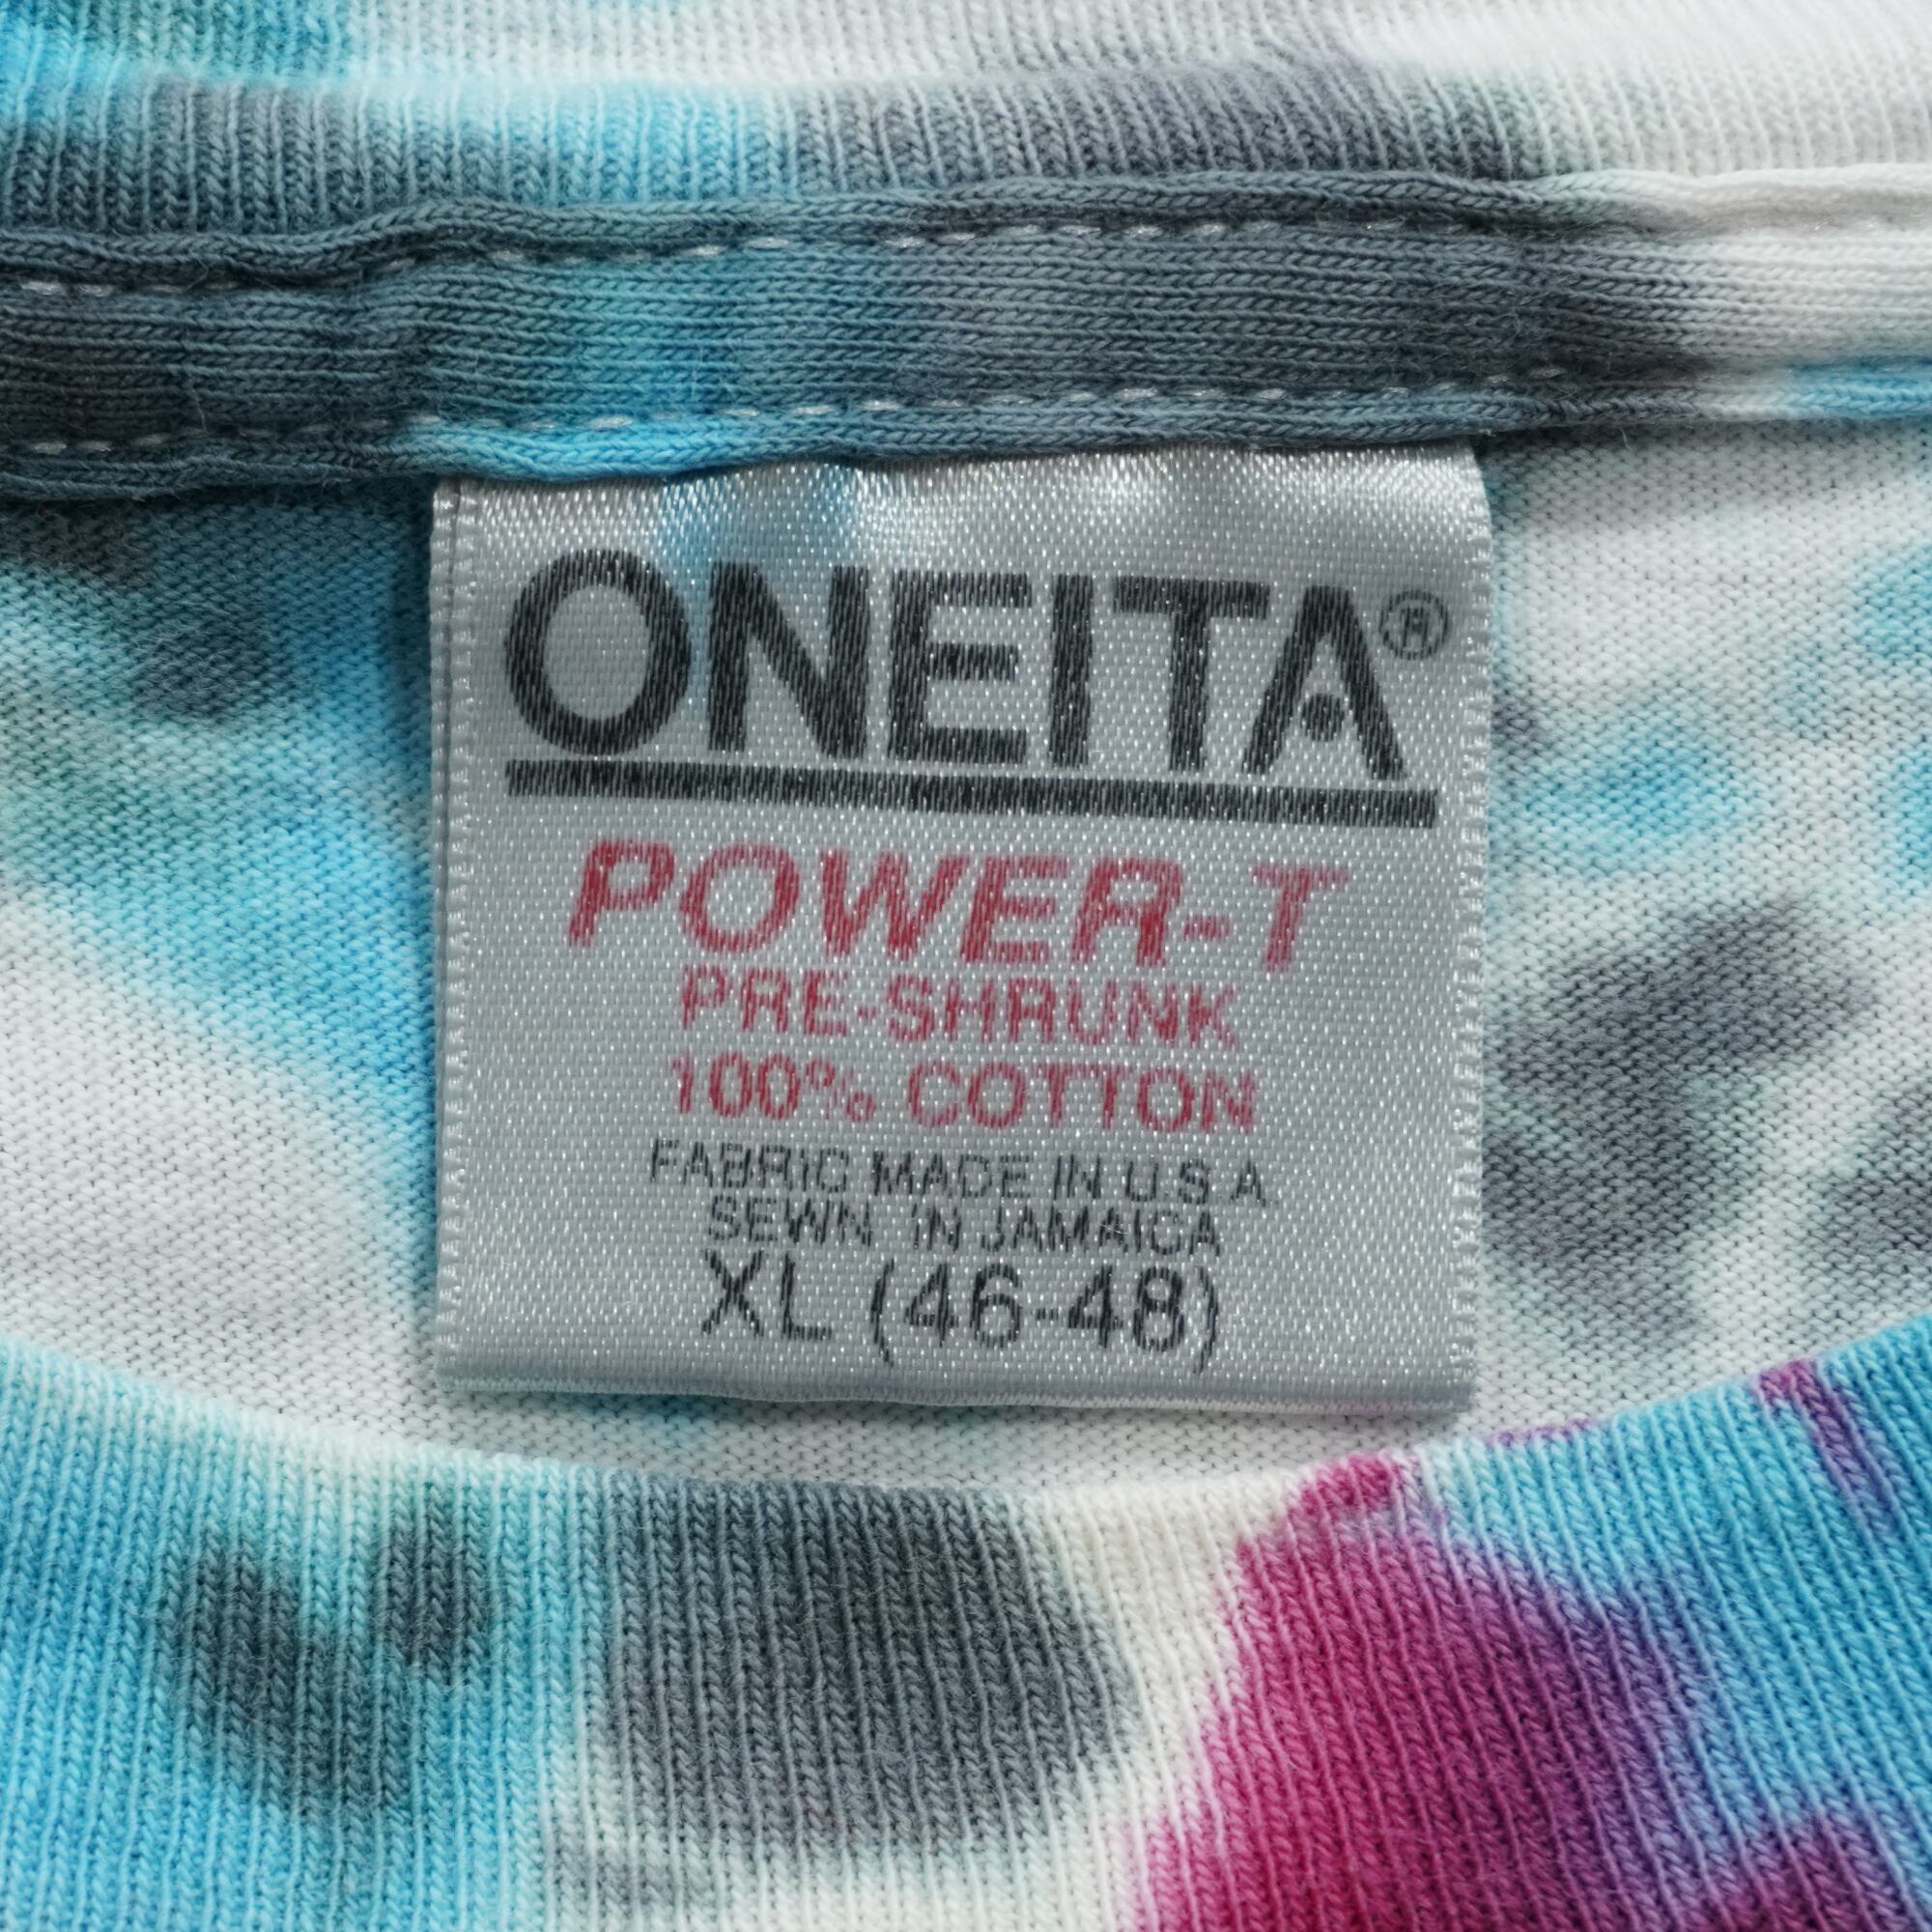 ONEITA®
POWER-T
PRE-SHRUNK
100% COTTON
FABRIC MADE IN U.S.A
SEWN IN JAMAICA
XL (46-48)